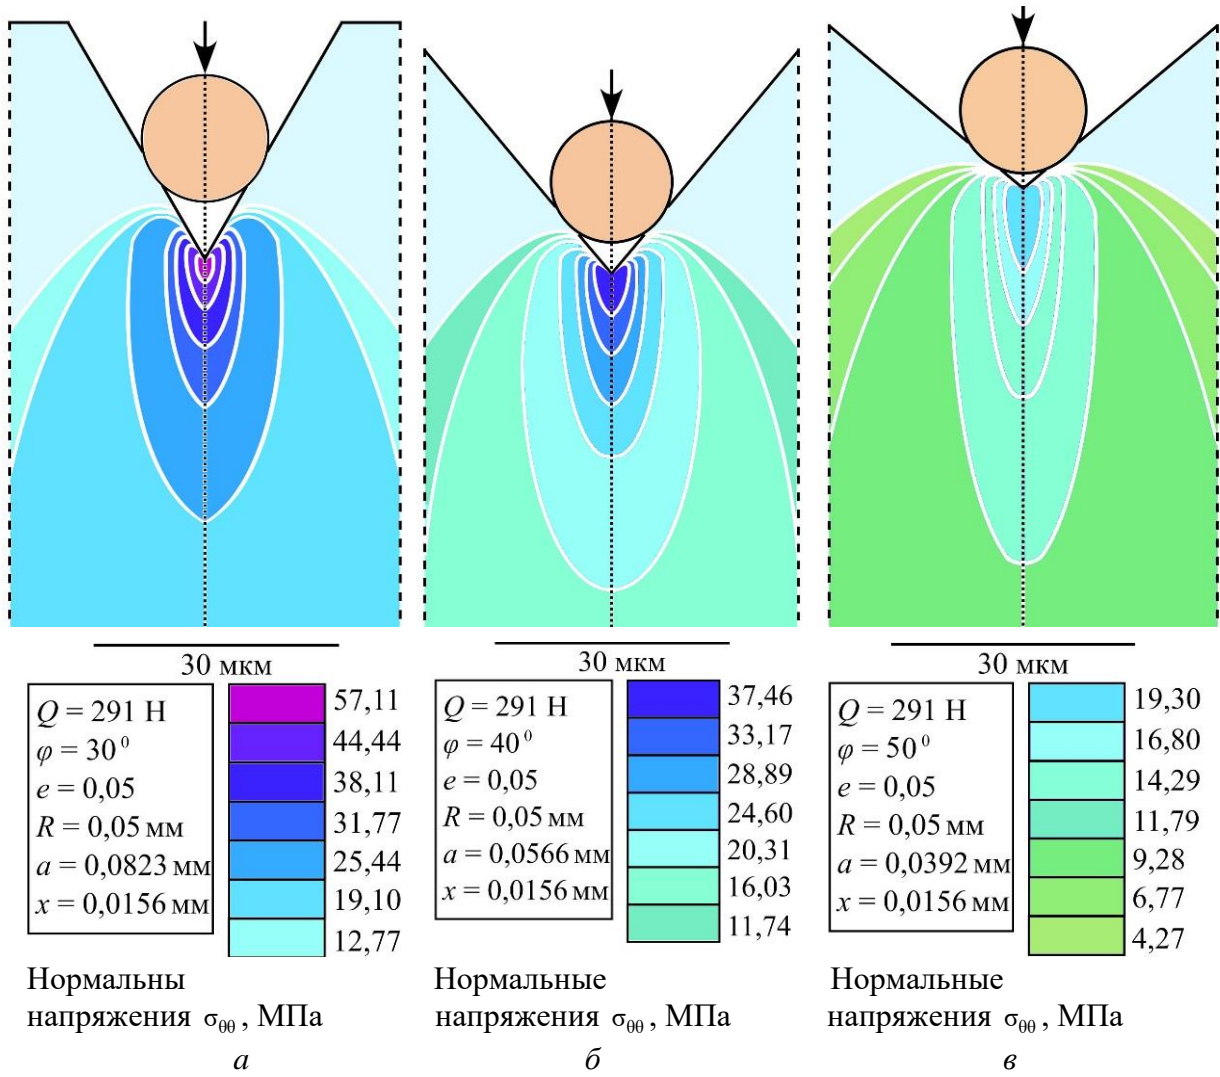 30 мкм
Q = 291 Н
φ = 30⁰
e = 0,05
R = 0,05 мм
a = 0,0823 мм
x = 0,0156 мм
57,11
44,44
38,11
31,77
25,44
19,10
12,77
Нормальны
напряжения σθθ , МПа
а
30 мкм
Q = 291 Н
φ = 40⁰
e = 0,05
R = 0,05 мм
a = 0,0566 мм
x = 0,0156 мм
37,46
33,17
28,89
24,60
20,31
16,03
11,74
Нормальные
напряжения σθθ , МПа
б
30 мкм
Q = 291 Н
φ = 50⁰
e = 0,05
R = 0,05 мм
a = 0,0392 мм
x = 0,0156 мм
19,30
16,80
14,29
11,79
9,28
6,77
4,27
Нормальные
напряжения σθθ , МПа
в